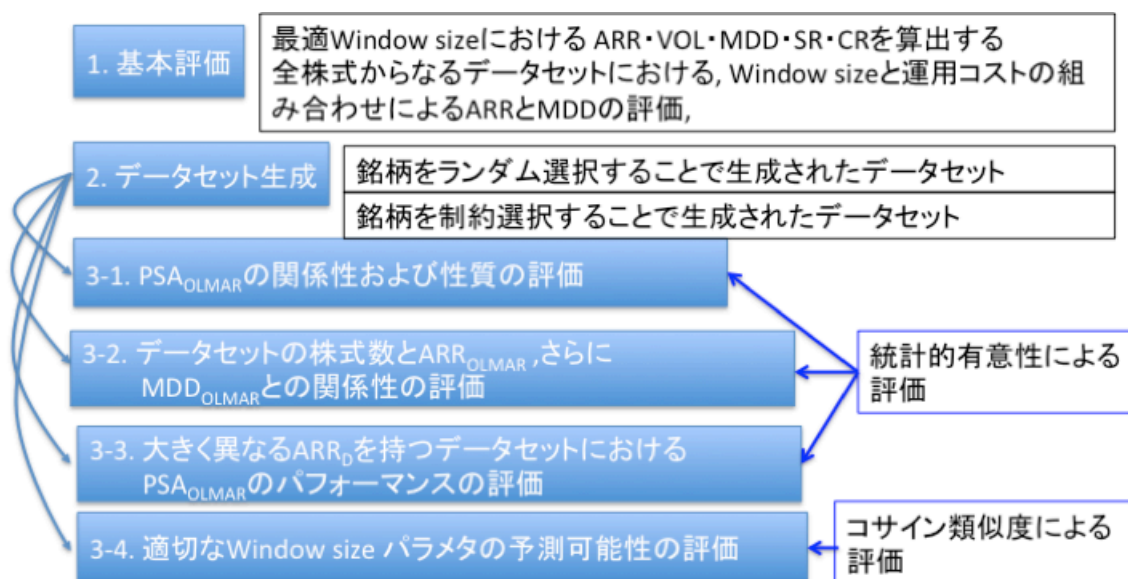 1. 基本評価
最適Window sizeにおける ARR・VOL・MDD・SR・CRを算出する
全株式からなるデータセットにおける, Window sizeと運用コストの組
み合わせによるARRとMDDの評価,
2. データセット生成
銘柄をランダム選択することで生成されたデータセット
銘柄を制約選択することで生成されたデータセット
3-1. PSAOLMARの関係性および性質の評価
3-2. データセットの株式数とARROLMAR ,さらに
MDDOLMARとの関係性の評価
統計的有意性による
評価
3-3. 大きく異なるARRDを持つデータセットにおける
PSAOLMARのパフォーマンスの評価
3-4. 適切なWindow size パラメタの予測可能性の評価
コサイン類似度による
評価